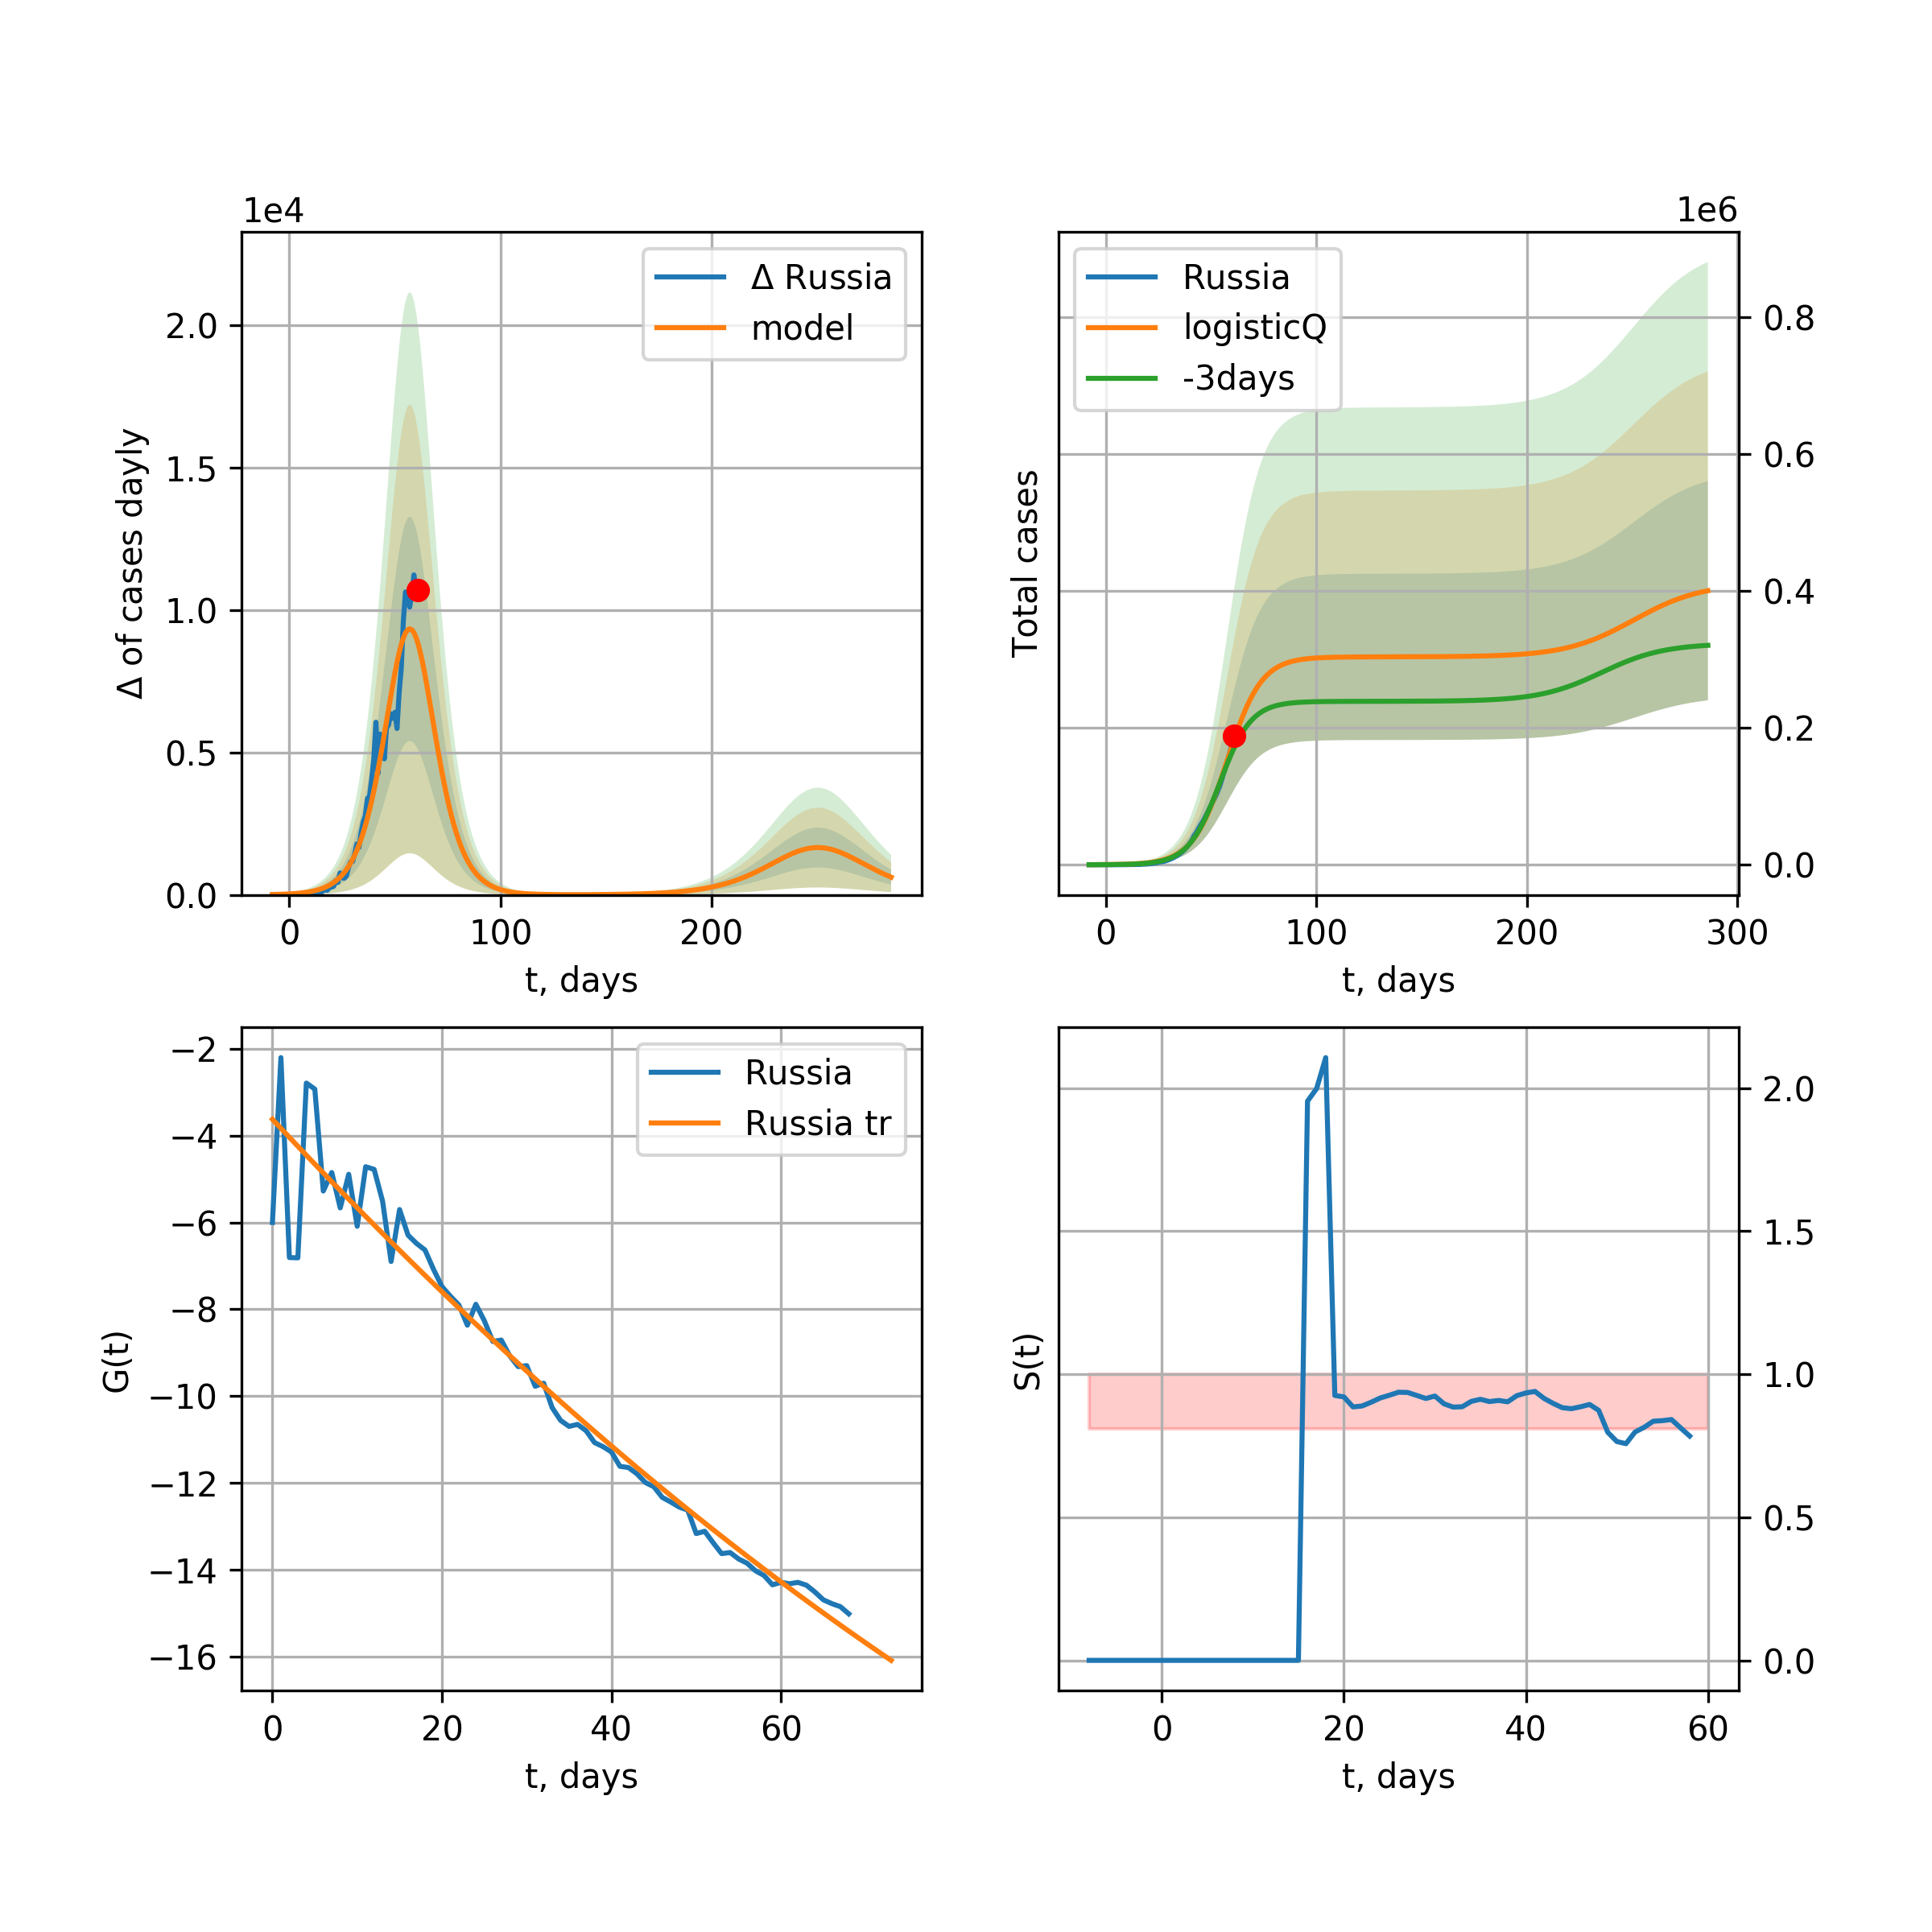 1e4
Δ of cases dayly
2.0
1.5
1.0
0.5
0.0
Δ Russia
model
0 100 200
t, days
1e6
Total cases
Russia
logisticQ
-3days
0.8
0.6
0.4
0.2
0.0
0 100 200 300
t, days
G(t)
−2
−4
−6
−8
−10
−12
−14
−16
Russia
Russia tr
0 20 40 60
t, days
S(t)
2.0
1.5
1.0
0.5
0.0
0 20 40 60
t, days